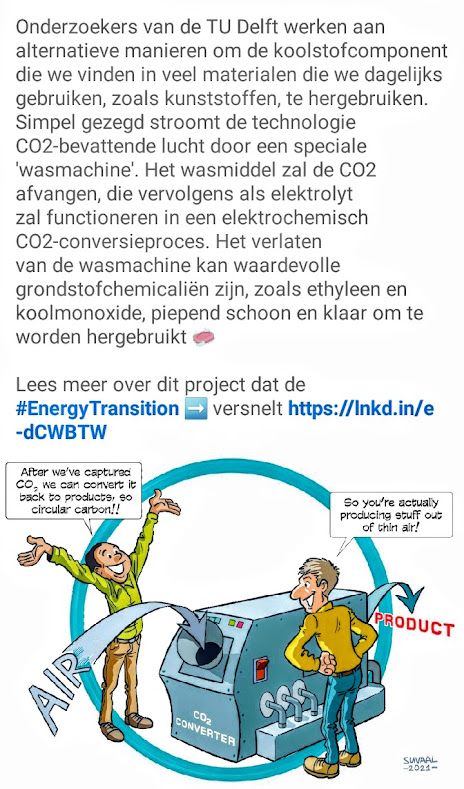 Onderzoekers van de TU Delft werken aan
alternatieve manieren om de koolstofcomponent
die we vinden in veel materialen die we dagelijks
gebruiken, zoals kunststoffen, te hergebruiken.
Simpel gezegd stroomt de technologie
CO2-bevattende lucht door een speciale
'wasmachine'. Het wasmiddel zal de CO2
afvangen, die vervolgens als elektrolyt
zal functioneren in een elektrochemisch
CO2-conversieproces. Het verlaten
van de wasmachine kan waardevolle
grondstofchemicaliën zijn, zoals ethyleen en
koolmonoxide, piepend schoon en klaar om te
worden hergebruikt 🧼
Lees meer over dit project dat de
#EnergyTransition ➡️ versnelt https://lnkd.in/e
-dCWBTW
After we've captured
CO₂ we can convert it
back to products, so
circular carbon!!
So you're actually
producing stuff out
of thin air!
AIR
PRODUCT
CO₂
CONVERTER
SUVAAL
-2021-